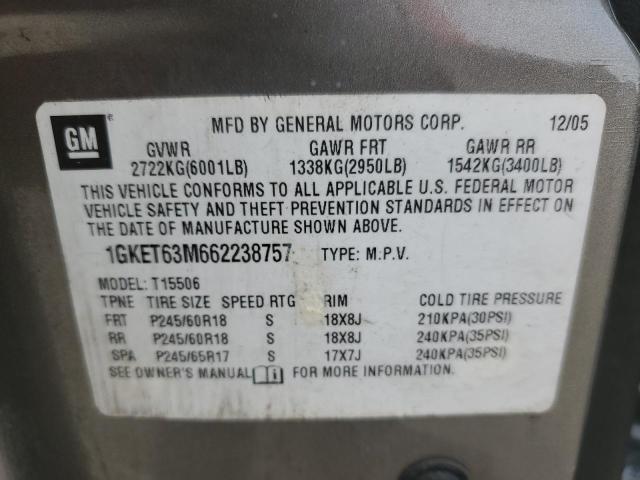 GM
MFD BY GENERAL MOTORS CORP. 12/05
GVWR GAWR FRT GAWR RR
2722KG(6001LB) 1338KG(2950LB) 1542KG(3400LB)
THIS VEHICLE CONFORMS TO ALL APPLICABLE U.S. FEDERAL MOTOR
VEHICLE SAFETY AND THEFT PREVENTION STANDARDS IN EFFECT ON
THE DATE OF MANUFACTURE SHOWN ABOVE.
1GKET63M662238757 TYPE: M.P.V.
MODEL: T15506
TPNE TIRE SIZE SPEED RTG RIM COLD TIRE PRESSURE
FRT P245/60R18 S 18X8J 210KPA(30PSI)
RR P245/60R18 S 18X8J 240KPA(35PSI)
SPA P245/65R17 S 17X7J 240KPA(35PSI)
SEE OWNER'S MANUAL FOR MORE INFORMATION.